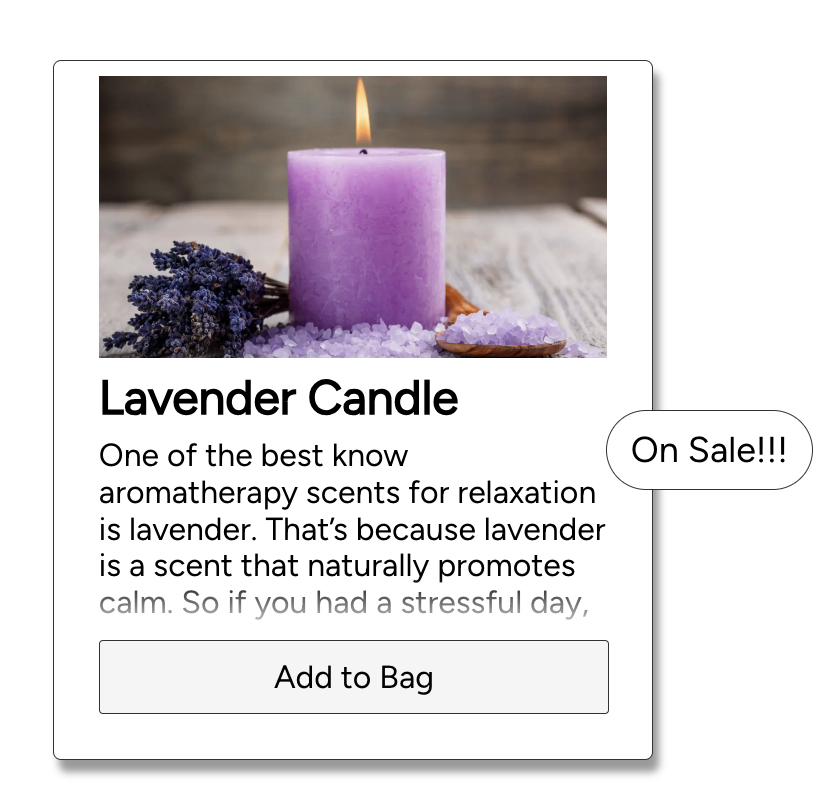 Lavender Candle
One of the best know
aromatherapy scents for relaxation
is lavender. That’s because lavender
is a scent that naturally promotes
calm. So if you had a stressful day,
On Sale!!!
Add to Bag